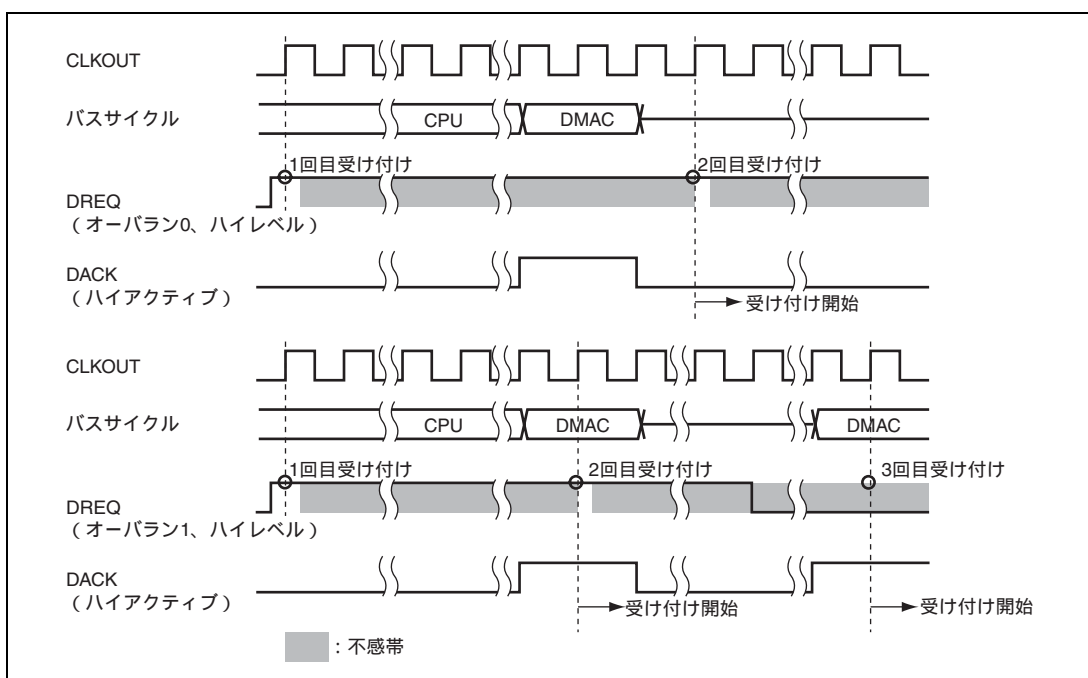 CLKOUT
バスサイクル
CPU
DMAC
1回目受け付け
2回目受け付け
DREQ
（オーバラン0、ハイレベル）
DACK
（ハイアクティブ）
受け付け開始
CLKOUT
バスサイクル
CPU
DMAC
DMAC
1回目受け付け
2回目受け付け
3回目受け付け
DREQ
（オーバラン1、ハイレベル）
DACK
（ハイアクティブ）
受け付け開始
受け付け開始
：不感帯